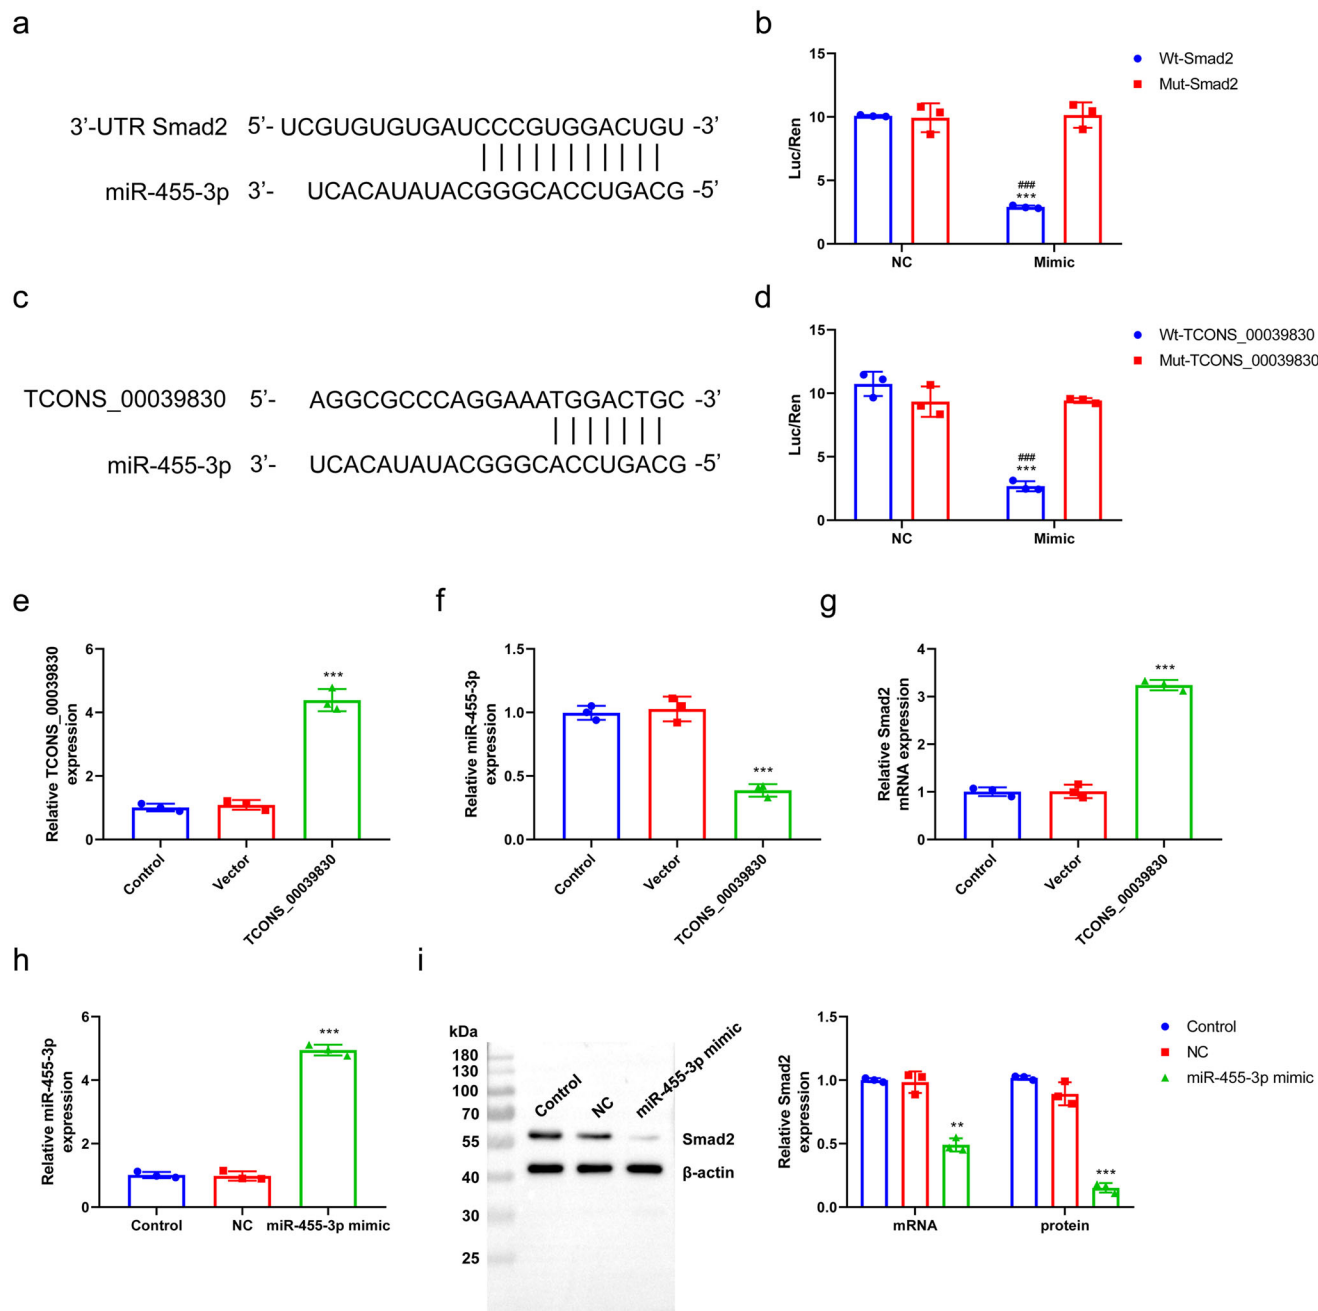 a
3'-UTR Smad2 5'- UCGUGUGUGAUCCCGUGGACUGU -3'
miR-455-3p 3'- UCACAUAUACGGGCACCUGACG -5'
b
Luc/Ren
15
10
5
0
###
***
NC
Mimic
Wt-Smad2
Mut-Smad2
c
TCONS_00039830 5'- AGGCGCCCAGGAAATGGACTGC -3'
miR-455-3p 3'- UCACAUAUACGGGCACCUGACG -5'
d
Luc/Ren
15
10
5
0
###
***
NC
Mimic
Wt-TCONS_00039830
Mut-TCONS_00039830
e
Relative TCONS_00039830
expression
6
4
2
0
***
Control
Vector
TCONS_00039830
f
Relative miR-455-3p
expression
1.5
1.0
0.5
0.0
***
Control
Vector
TCONS_00039830
g
Relative Smad2
mRNA expression
4
3
2
1
0
***
Control
Vector
TCONS_00039830
h
Relative miR-455-3p
expression
6
4
2
0
***
Control
NC
miR-455-3p mimic
i
kDa
180
130
100
70
55
40
30
25
Control
NC
miR-455-3p mimic
Smad2
β-actin
Relative Smad2
expression
1.5
1.0
0.5
0.0
**
***
mRNA
protein
Control
NC
miR-455-3p mimic